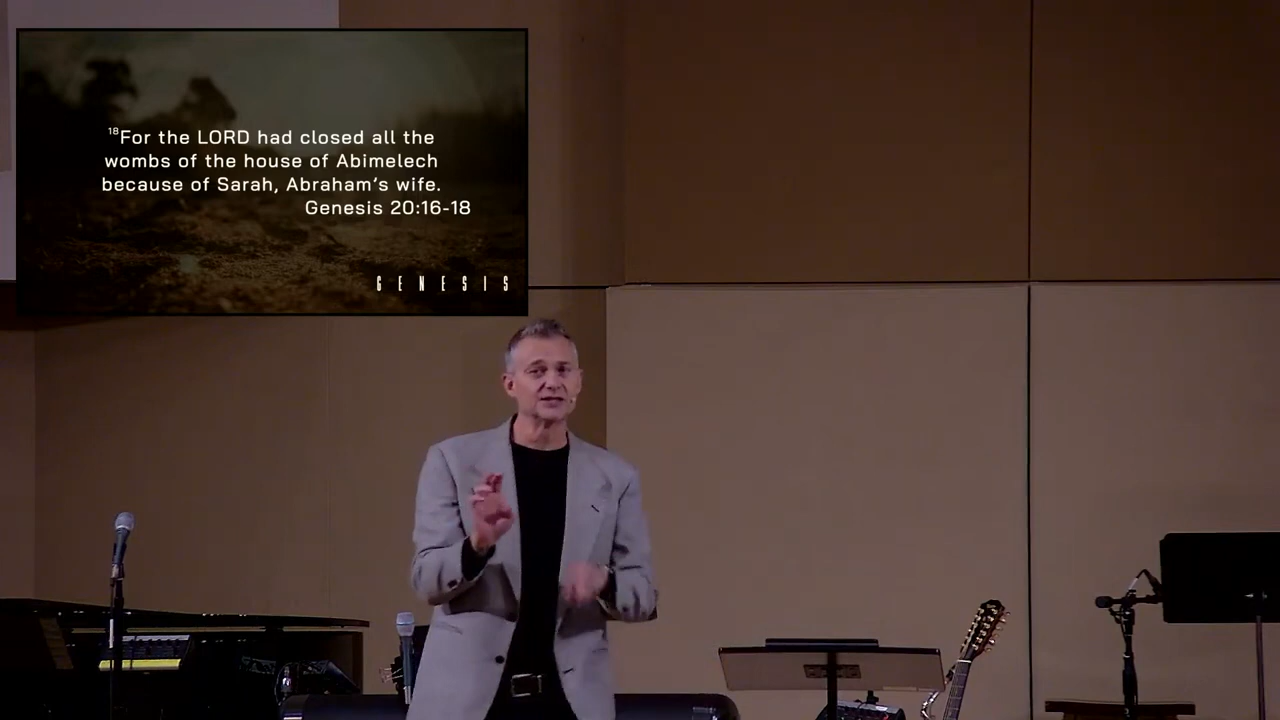 18For the LORD had closed all the
wombs of the house of Abimelech
because of Sarah, Abraham's wife.
Genesis 20:16-18
GENESIS